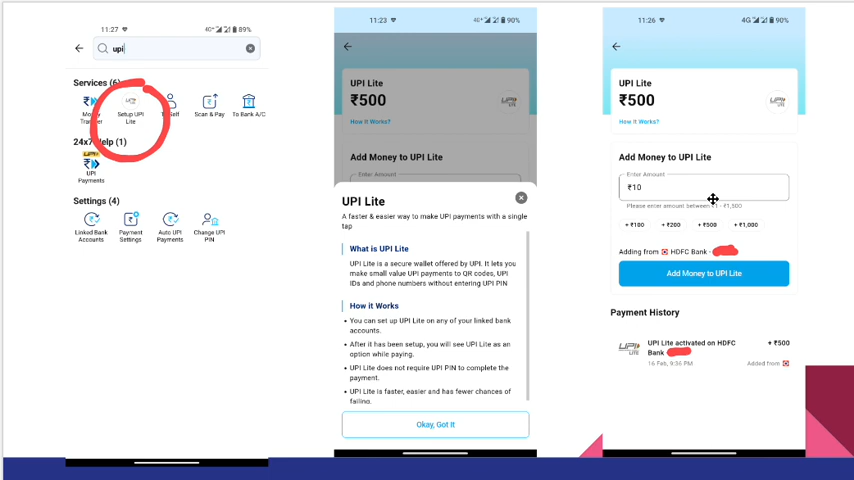 11:27
4G+ 89%
upi
Services (6)
Money Transfer
Setup UPI Lite
To Self
Scan & Pay
To Bank A/C
24x7 Help (1)
UPI
UPI Payments
Settings (4)
Linked Bank Accounts
Payment Settings
Auto UPI Payments
Change UPI PIN
11:23
4G+ 90%
UPI Lite
₹500
UPI
How It Works?
Add Money to UPI Lite
Enter Amount
UPI Lite
A faster & easier way to make UPI payments with a single
tap
What is UPI Lite
UPI Lite is a secure wallet offered by UPI. It lets you
make small value UPI payments to QR codes, UPI
IDs and phone numbers without entering UPI PIN
How it Works
• You can set up UPI Lite on any of your linked bank
accounts.
• After it has been setup, you will see UPI Lite as an
option while paying.
• UPI Lite does not require UPI PIN to complete the
payment.
• UPI Lite is faster, easier and has fewer chances of
failing.
Okay, Got it
11:26
4G 90%
UPI Lite
₹500
UPI
How It Works?
Add Money to UPI Lite
Enter Amount
₹10
Please enter amount between - ₹1,500
+ ₹100
+ ₹200
+ ₹500
+ ₹1,000
Adding from HDFC Bank -
Add Money to UPI Lite
Payment History
UPI LITE
UPI Lite activated on HDFC
Bank
+ ₹500
16 Feb, 9:36 PM
Added from